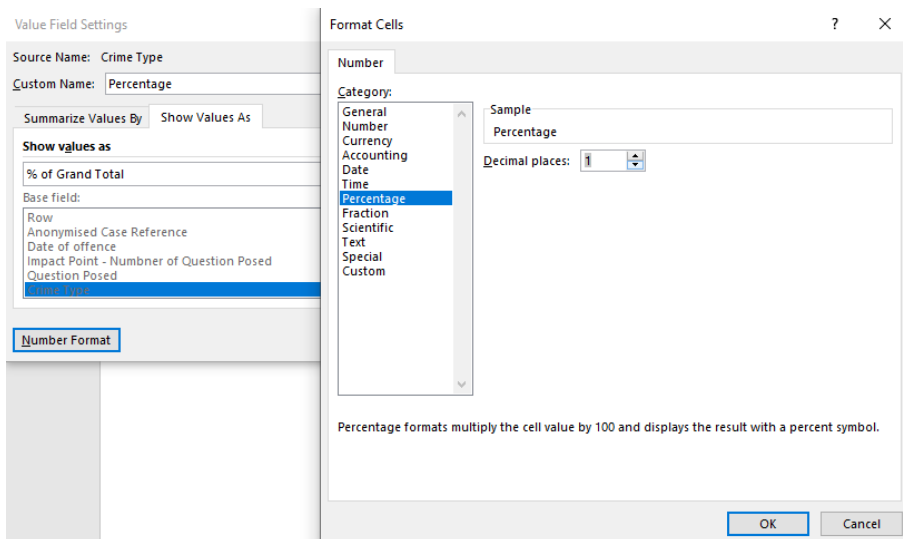 Value Field Settings
Source Name: Crime Type
Custom Name: Percentage
Summarize Values By Show Values As
Show values as
% of Grand Total
Base field:
Row
Anonymised Case Reference
Date of offence
Impact Point - Numbner of Question Posed
Question Posed
Crime Type
Number Format
Format Cells ? ×
Number
Category:
General
Number
Currency
Accounting
Date
Time
Percentage
Fraction
Scientific
Text
Special
Custom
Sample
Percentage
Decimal places: 1
Percentage formats multiply the cell value by 100 and displays the result with a percent symbol.
OK Cancel